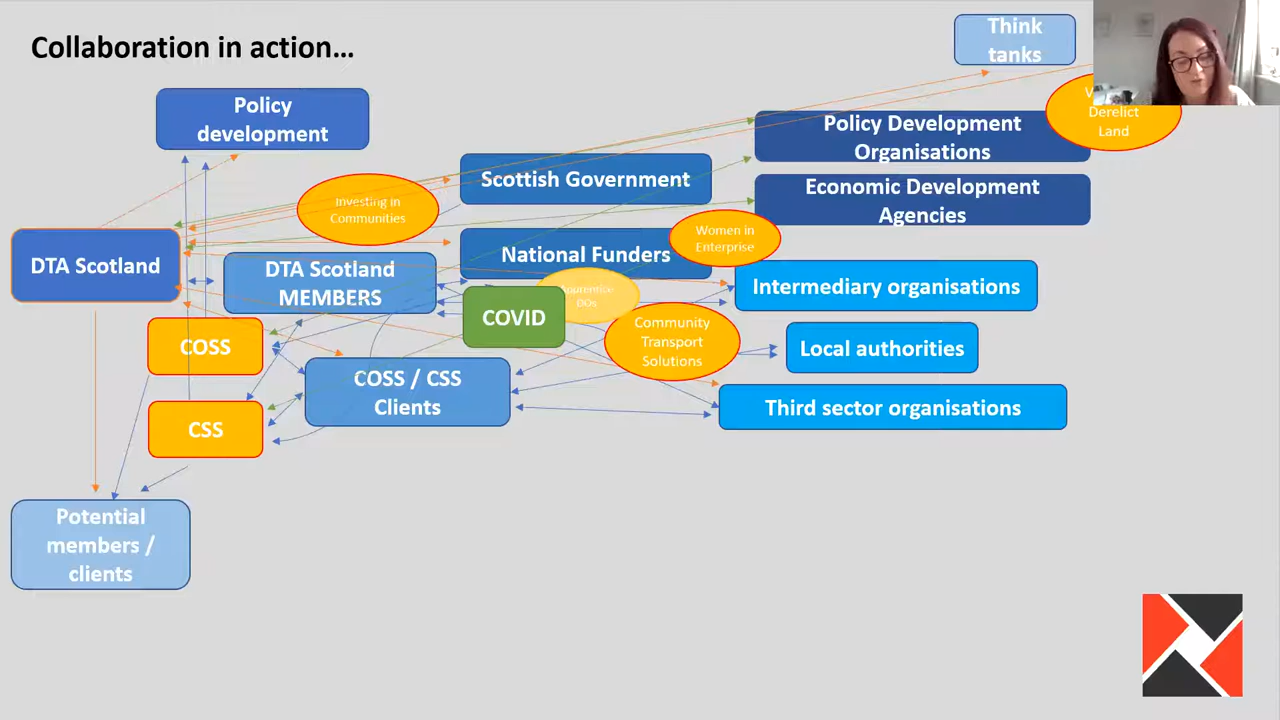 Collaboration in action...
Think
tanks
Policy
development
Derelict
Land
Policy Development
Organisations
Scottish Government
Economic Development
Agencies
Investing in
Communities
Women in
Enterprise
DTA Scotland
DTA Scotland
MEMBERS
National Funders
Intermediary organisations
Apprentice
DOs
COVID
Community
Transport
Solutions
COSS
Local authorities
COSS / CSS
Clients
Third sector organisations
CSS
Potential
members /
clients